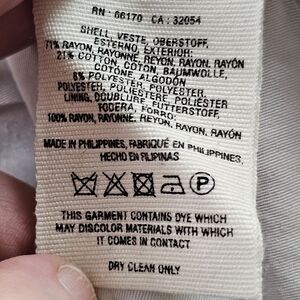 RN : 66170 CA : 32054
SHELL, VESTE, OBERSTOFF,
ESTERNO, EXTERIOR:
71% RAYON, RAYONNE, REYON, RAYON, RAYÓN
21% COTTON, COTON, BAUMWOLLE,
COTONE, ALGODÓN
8% POLYESTER, POLYESTER,
POLYESTER, POLIESTERE, POLIÉSTER
LINING, DOUBLURE, FUTTERSTOFF,
FODERA, FORRO:
100% RAYON, RAYONNE, REYON, RAYON, RAYÓN
MADE IN PHILIPPINES, FABRIQUÉ EN PHILIPPINES,
HECHO EN FILIPINAS
P
THIS GARMENT CONTAINS DYE WHICH
MAY DISCOLOR MATERIALS WITH WHICH
IT COMES IN CONTACT
DRY CLEAN ONLY